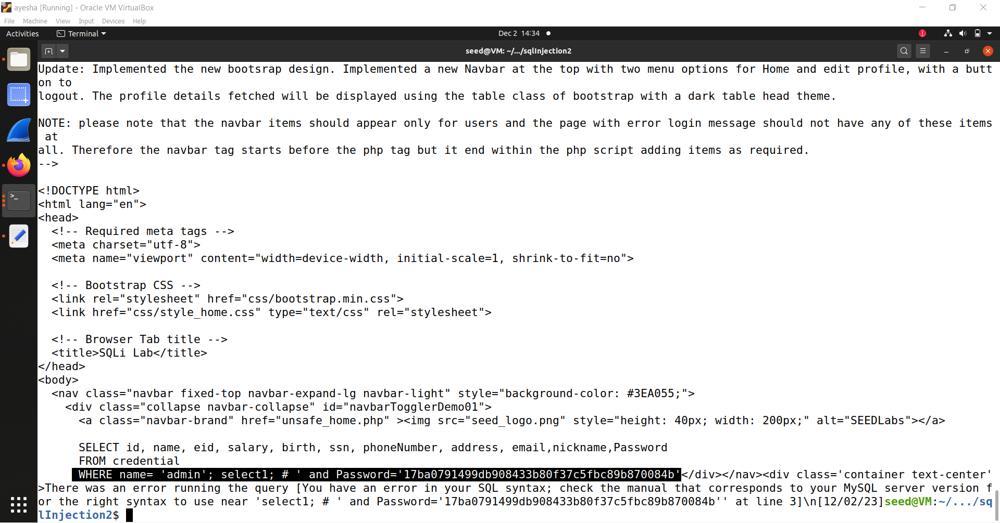 ayesha [Running] - Oracle VM VirtualBox
File Machine View Input Devices Help
Activities Terminal Dec 2 14:34
seed@VM: ~/.../sqlInjection2
Update: Implemented the new bootsrap design. Implemented a new Navbar at the top with two menu options for Home and edit profile, with a butt
on to
logout. The profile details fetched will be displayed using the table class of bootstrap with a dark table head theme.
NOTE: please note that the navbar items should appear only for users and the page with error login message should not have any of these items
 at
all. Therefore the navbar tag starts before the php tag but it end within the php script adding items as required.
-->
<!DOCTYPE html>
<html lang="en">
<head>
  <!-- Required meta tags -->
  <meta charset="utf-8">
  <meta name="viewport" content="width=device-width, initial-scale=1, shrink-to-fit=no">
  <!-- Bootstrap CSS -->
  <link rel="stylesheet" href="css/bootstrap.min.css">
  <link href="css/style_home.css" type="text/css" rel="stylesheet">
  <!-- Browser Tab title -->
  <title>SQLi Lab</title>
</head>
<body>
  <nav class="navbar fixed-top navbar-expand-lg navbar-light" style="background-color: #3EA055;">
    <div class="collapse navbar-collapse" id="navbarTogglerDemo01">
      <a class="navbar-brand" href="unsafe_home.php" ><img src="seed_logo.png" style="height: 40px; width: 200px;" alt="SEEDLabs"></a>
      SELECT id, name, eid, salary, birth, ssn, phoneNumber, address, email,nickname,Password
      FROM credential
      WHERE name= 'admin'; select1; # ' and Password='17ba0791499db908433b80f37c5fbc89b870084b'</div></nav><div class='container text-center'
>There was an error running the query [You have an error in your SQL syntax; check the manual that corresponds to your MySQL server version f
or the right syntax to use near 'select1; # ' and Password='17ba0791499db908433b80f37c5fbc89b870084b'' at line 3]\n[12/02/23]seed@VM:~/.../sq
lInjection2$